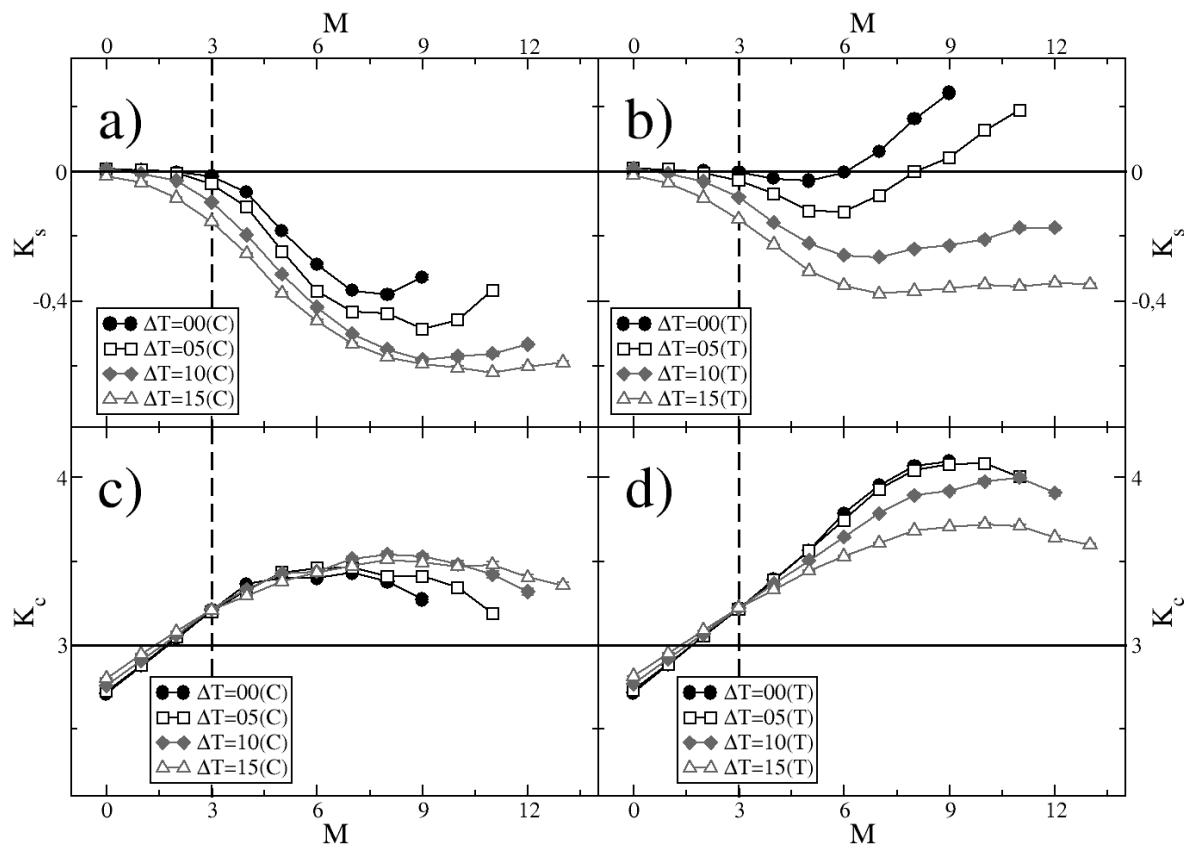 M M
0 3 6 9 12 0 3 6 9 12
a) b)
0 0
K_s K_s
-0,4 -0,4
ΔT=00(C) ΔT=00(T)
ΔT=05(C) ΔT=05(T)
ΔT=10(C) ΔT=10(T)
ΔT=15(C) ΔT=15(T)
4 c) d) 4
K_c K_c
3 3
ΔT=00(C) ΔT=00(T)
ΔT=05(C) ΔT=05(T)
ΔT=10(C) ΔT=10(T)
ΔT=15(C) ΔT=15(T)
0 3 6 9 12 0 3 6 9 12
M M